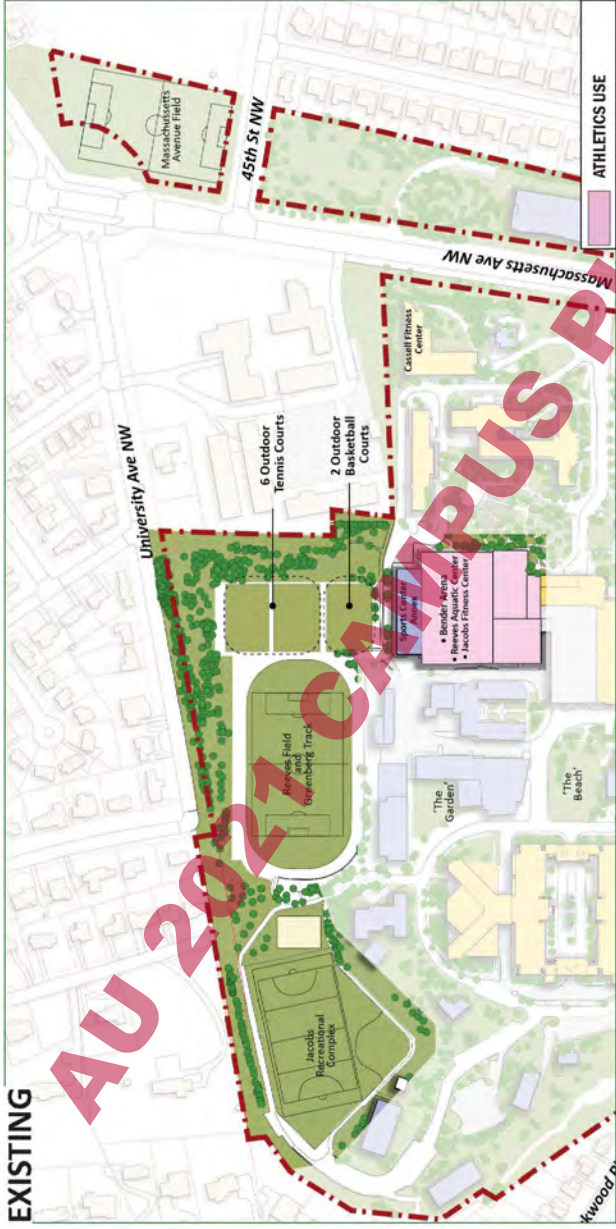 EXISTING
Massachusetts
Avenue Field
45th St NW
University Ave NW
Massachusetts Ave NW
ATHLETICS USE
6 Outdoor
Tennis Courts
2 Outdoor
Basketball
Courts
Cassell Fitness
Center
Sports Center
Annex
• Bender Arena
• Reeves Aquatic Center
• Jacobs Fitness Center
Reeves Field
and
Greenberg Track
Jacobs
Recreational
Complex
'The
Garden'
'The
Beach'
AU 2021 CAMPUS P